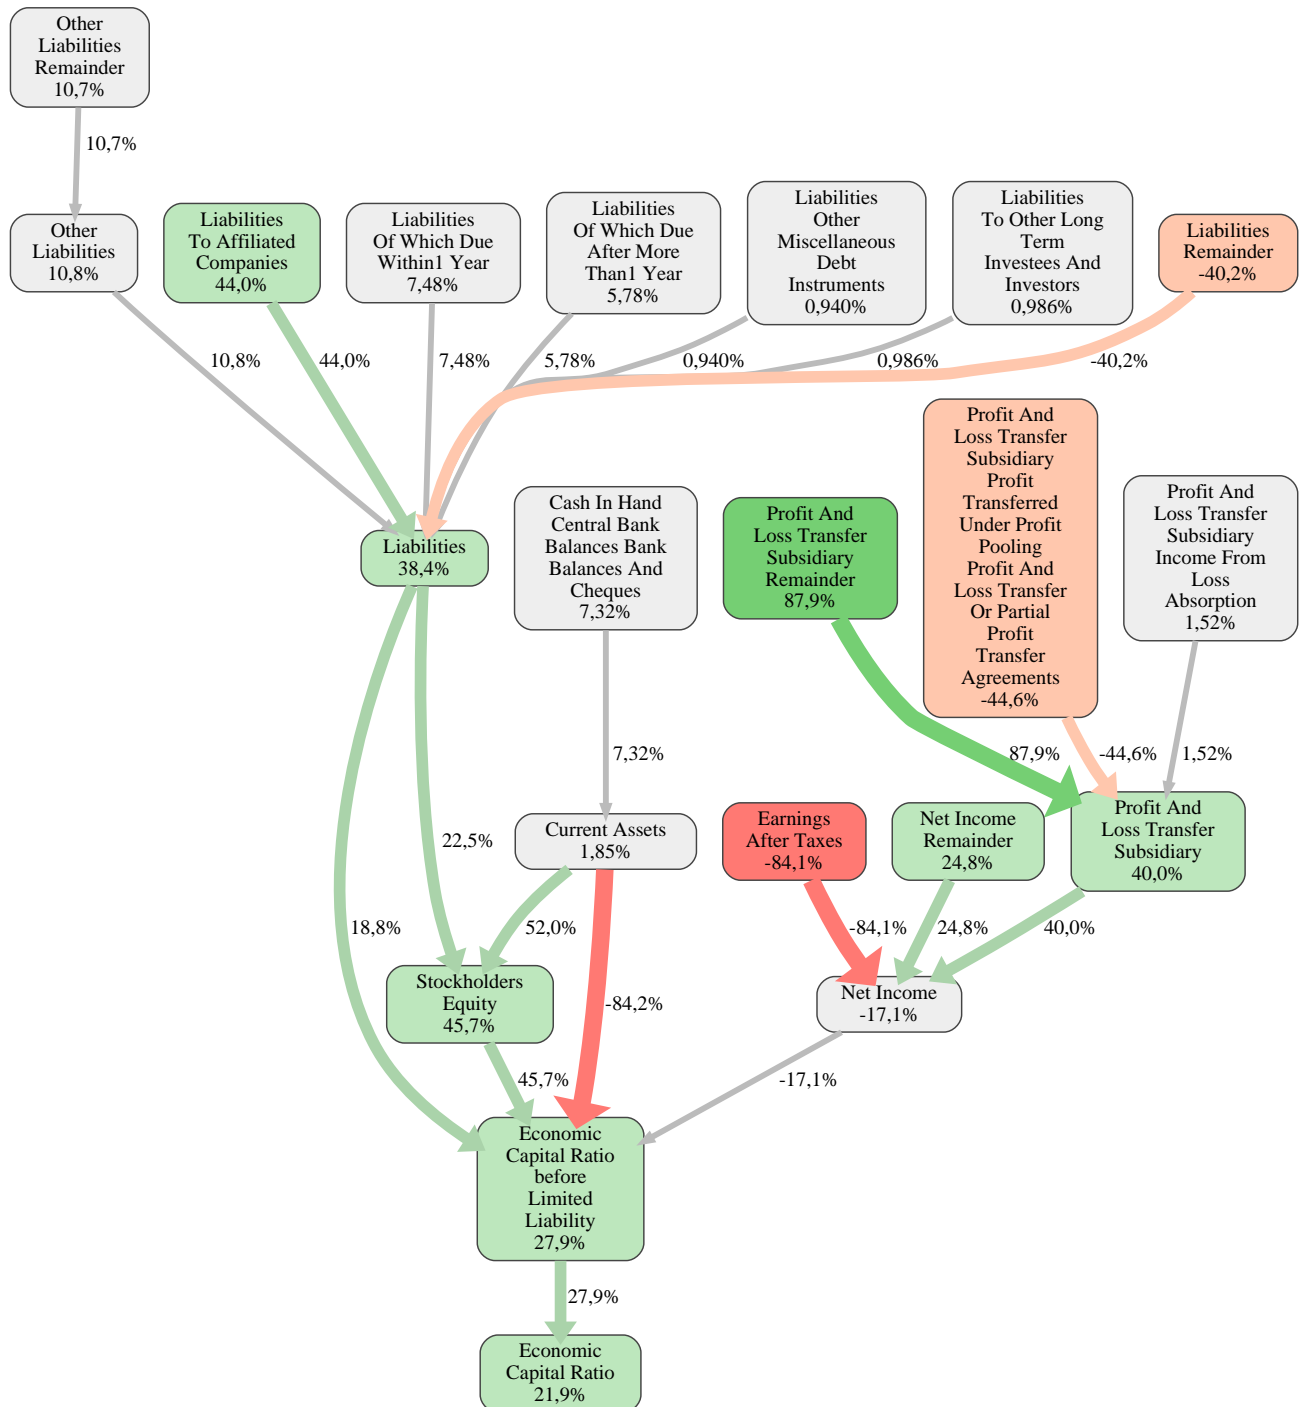 Other
Liabilities
Remainder
10,7%
10,7%
Other
Liabilities
10,8%
Liabilities
To Affiliated
Companies
44,0%
Liabilities
Of Which Due
Within1 Year
7,48%
Liabilities
Of Which Due
After More
Than1 Year
5,78%
Liabilities
Other
Miscellaneous
Debt
Instruments
0,940%
Liabilities
To Other Long
Term
Investees And
Investors
0,986%
Liabilities
Remainder
-40,2%
10,8%
44,0%
7,48%
5,78%
0,940%
0,986%
-40,2%
Liabilities
38,4%
Cash In Hand
Central Bank
Balances Bank
Balances And
Cheques
7,32%
Profit And
Loss Transfer
Subsidiary
Remainder
87,9%
Profit And
Loss Transfer
Subsidiary
Profit
Transferred
Under Profit
Pooling
Profit And
Loss Transfer
Or Partial
Profit
Transfer
Agreements
-44,6%
Profit And
Loss Transfer
Subsidiary
Income From
Loss
Absorption
1,52%
7,32%
87,9%
-44,6%
1,52%
22,5%
Current Assets
1,85%
Earnings
After Taxes
-84,1%
Net Income
Remainder
24,8%
Profit And
Loss Transfer
Subsidiary
40,0%
18,8%
52,0%
-84,1%
24,8%
40,0%
Stockholders
Equity
45,7%
-84,2%
Net Income
-17,1%
45,7%
-17,1%
Economic
Capital Ratio
before
Limited
Liability
27,9%
27,9%
Economic
Capital Ratio
21,9%